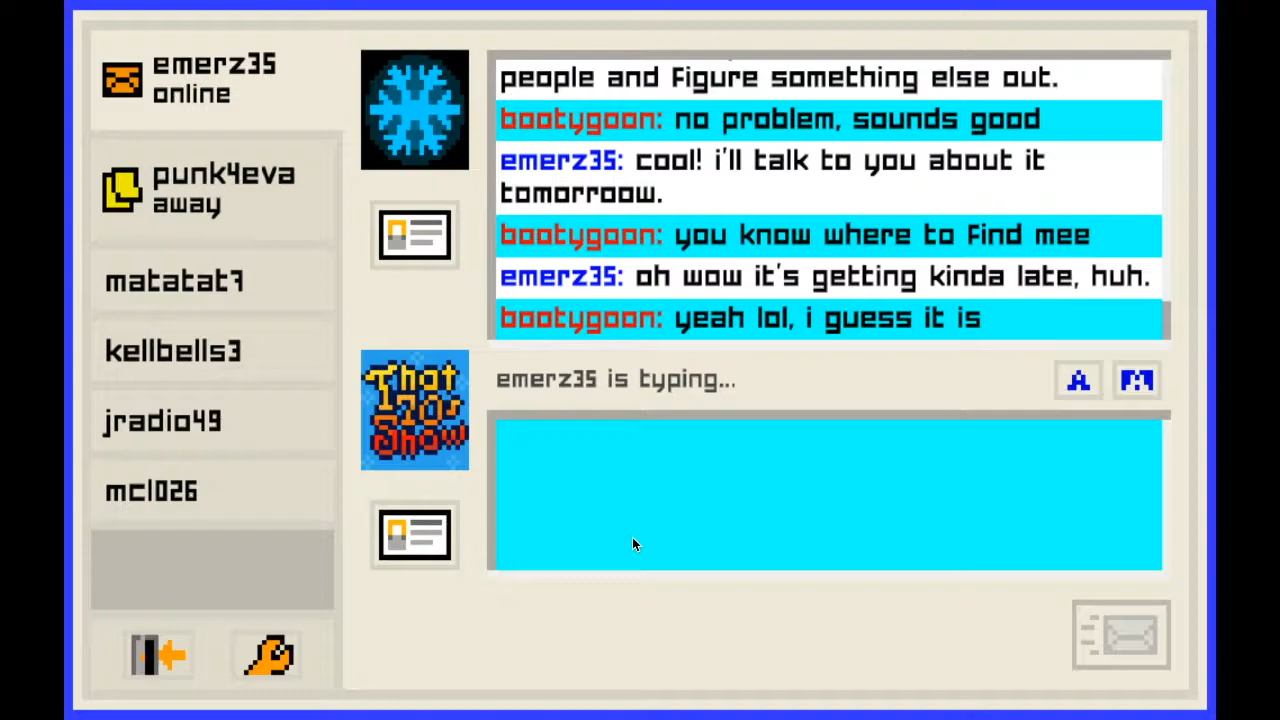 emerz35
online
punk4eva
away
matatat7
kellbells3
jradio49
mcl026
people and figure something else out.
bootygoon: no problem, sounds good
emerz35: cool! i'll talk to you about it
tomorroow.
bootygoon: you know where to find mee
emerz35: oh wow it's getting kinda late, huh.
bootygoon: yeah lol, i guess it is
That
70s
Show
emerz35 is typing...
A
M